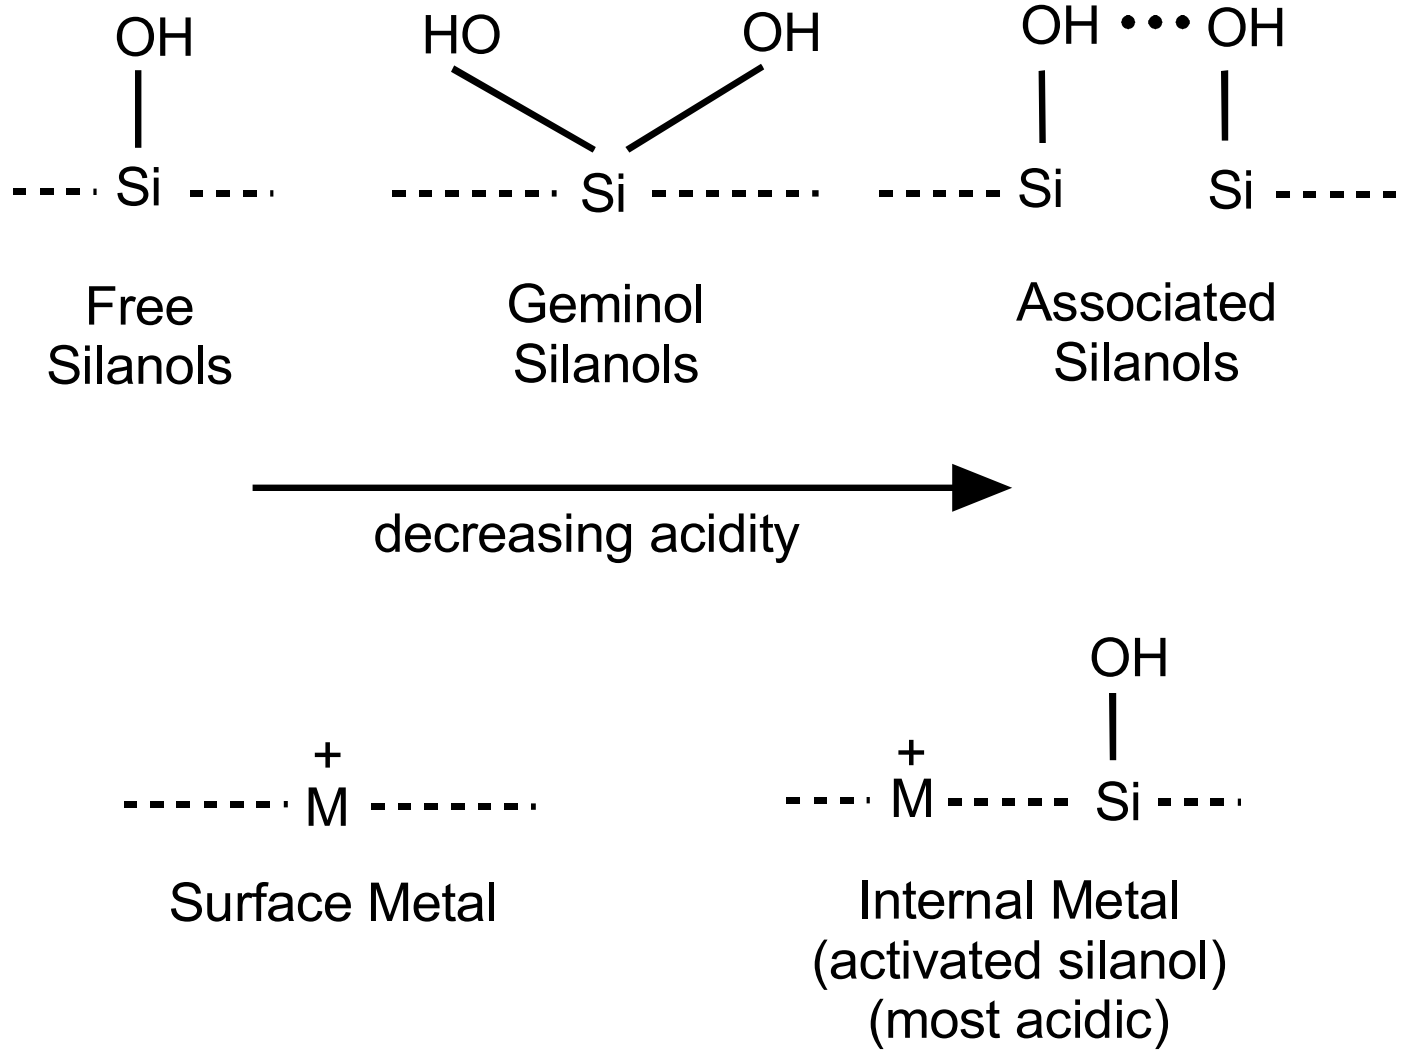 OH HO OH OH ••• OH
Si Si Si Si
Free Geminol Associated
Silanols Silanols Silanols
decreasing acidity
OH
+ +
M M Si
Surface Metal Internal Metal
(activated silanol)
(most acidic)